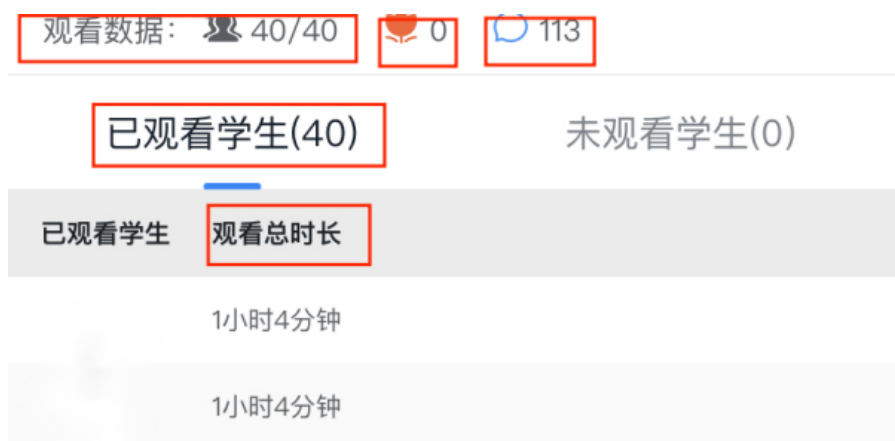 观看数据： 40/40 0 113
已观看学生(40) 未观看学生(0)
已观看学生 观看总时长
1小时4分钟
1小时4分钟